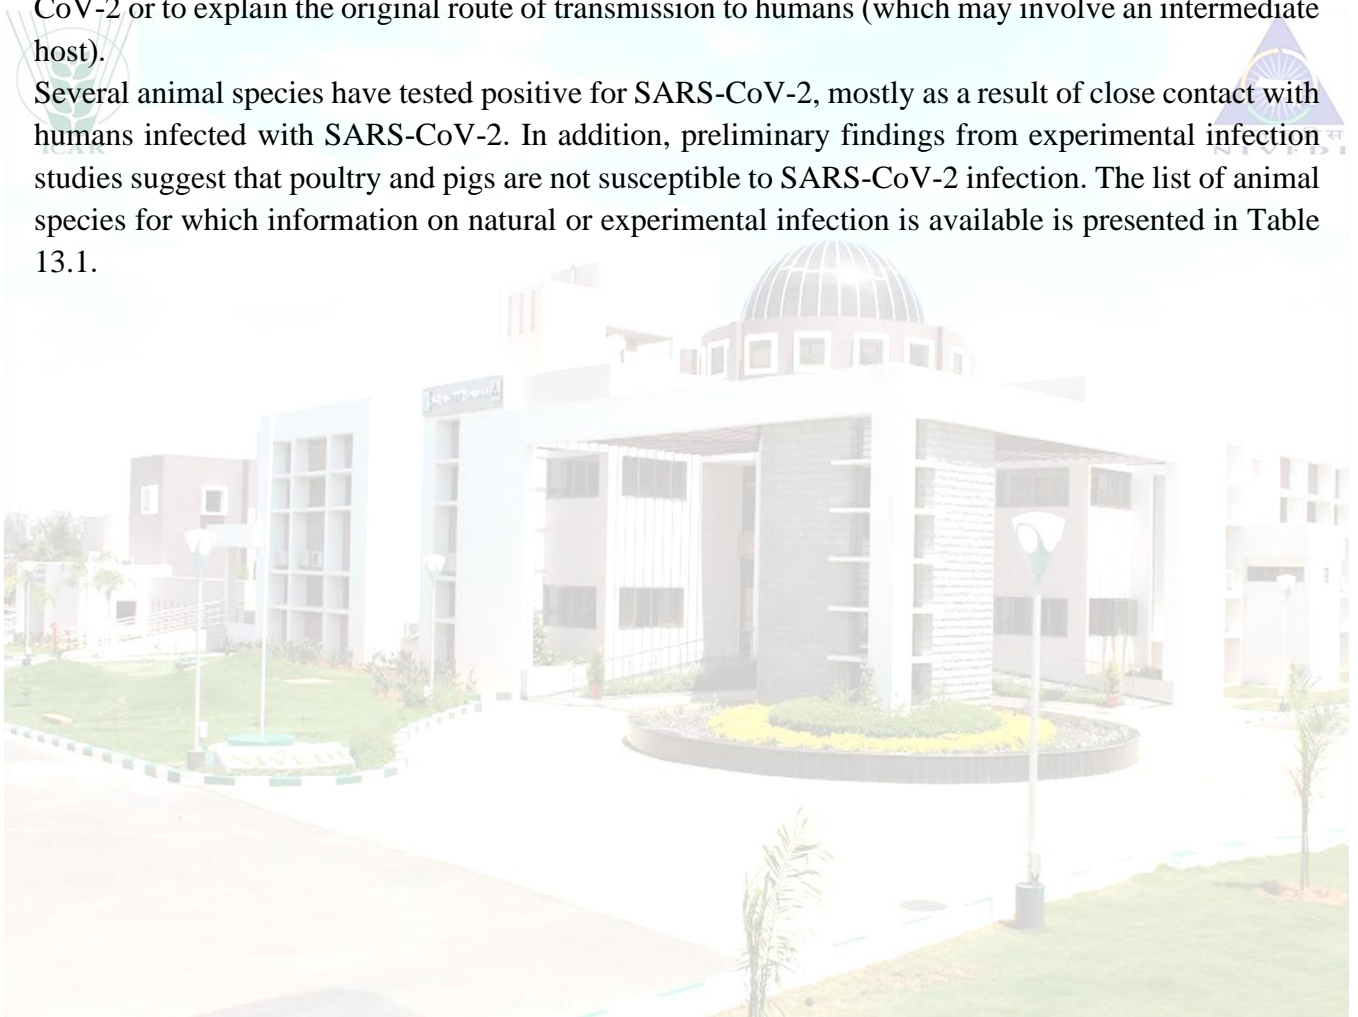 CoV-2 or to explain the original route of transmission to humans (which may involve an intermediate
host).
Several animal species have tested positive for SARS-CoV-2, mostly as a result of close contact with
humans infected with SARS-CoV-2. In addition, preliminary findings from experimental infection
ICAR
NIVEDI
studies suggest that poultry and pigs are not susceptible to SARS-CoV-2 infection. The list of animal
species for which information on natural or experimental infection is available is presented in Table
13.1.
NIVEDI